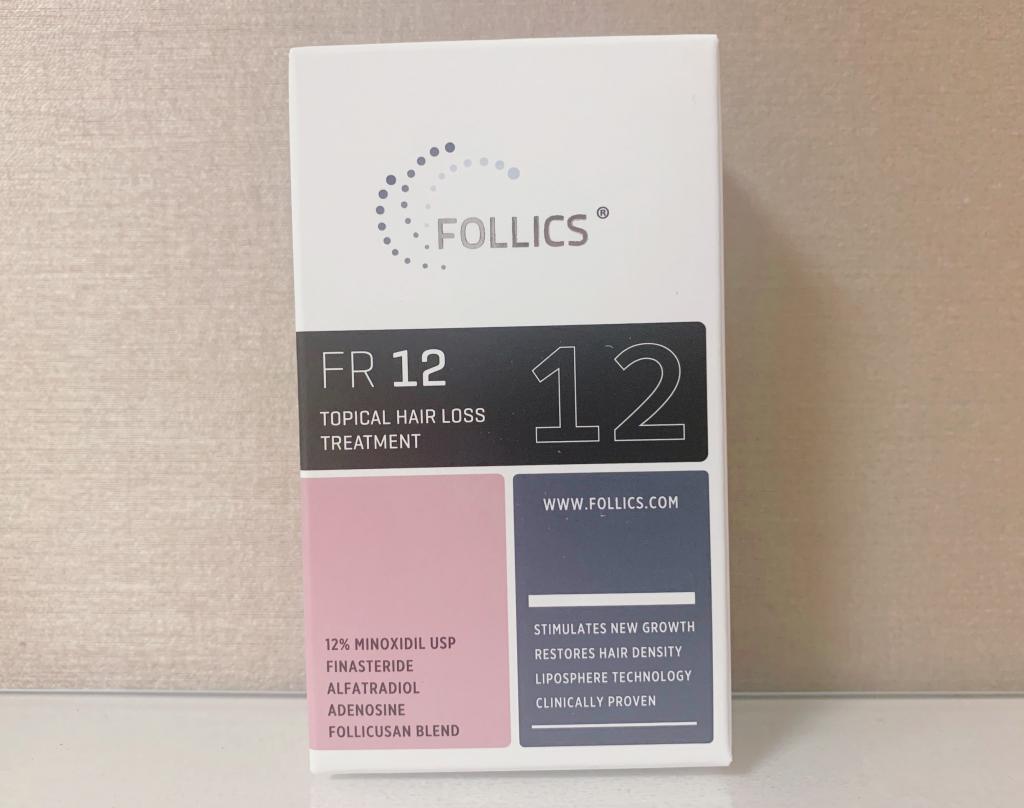 FOLLICS®
FR 12
12
TOPICAL HAIR LOSS
TREATMENT
12% MINOXIDIL USP
FINASTERIDE
ALFATRADIOL
ADENOSINE
FOLLICUSAN BLEND
WWW.FOLLICS.COM
STIMULATES NEW GROWTH
RESTORES HAIR DENSITY
LIPOSPHERE TECHNOLOGY
CLINICALLY PROVEN